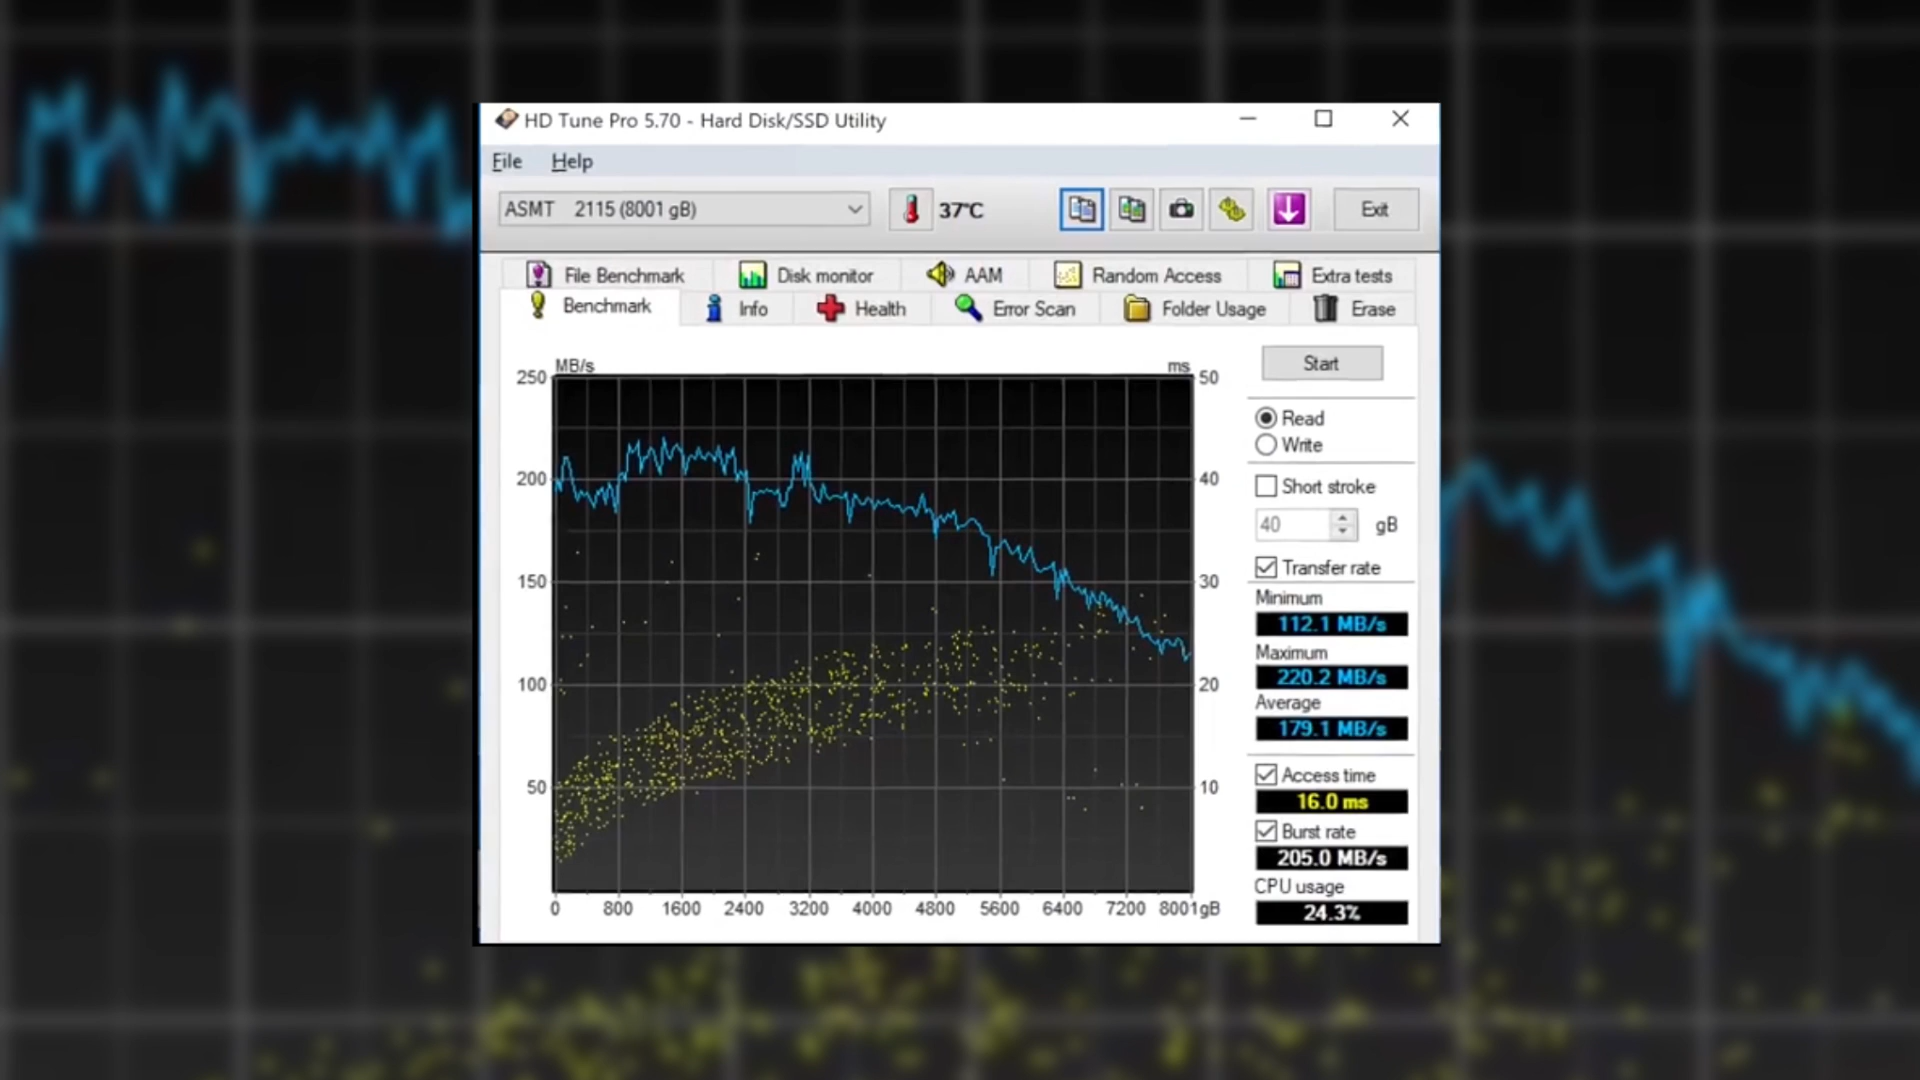 HD Tune Pro 5.70 - Hard Disk/SSD Utility
File Help
ASMT 2115 (8001 gB) 37°C Exit
File Benchmark Disk monitor AAM Random Access Extra tests
Benchmark Info Health Error Scan Folder Usage Erase
Start
MB/s ms
250 50
200 40
150 30
100 20
50 10
0 800 1600 2400 3200 4000 4800 5600 6400 7200 8001gB
Read
Write
Short stroke
40 gB
Transfer rate
Minimum
112.1 MB/s
Maximum
220.2 MB/s
Average
179.1 MB/s
Access time
16.0 ms
Burst rate
205.0 MB/s
CPU usage
24.3%